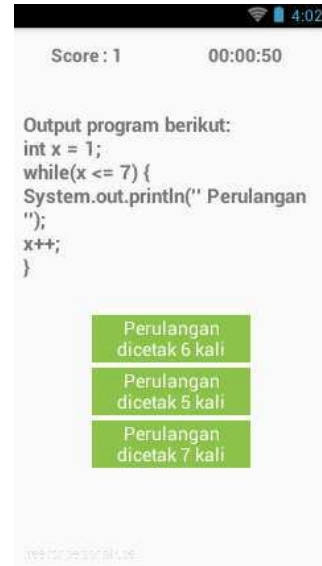 4:02
Score : 1 00:00:50
Output program berikut:
int x = 1;
while(x <= 7) {
System.out.println(" Perulangan
");
x++;
}
Perulangan
dicetak 6 kali
Perulangan
dicetak 5 kali
Perulangan
dicetak 7 kali